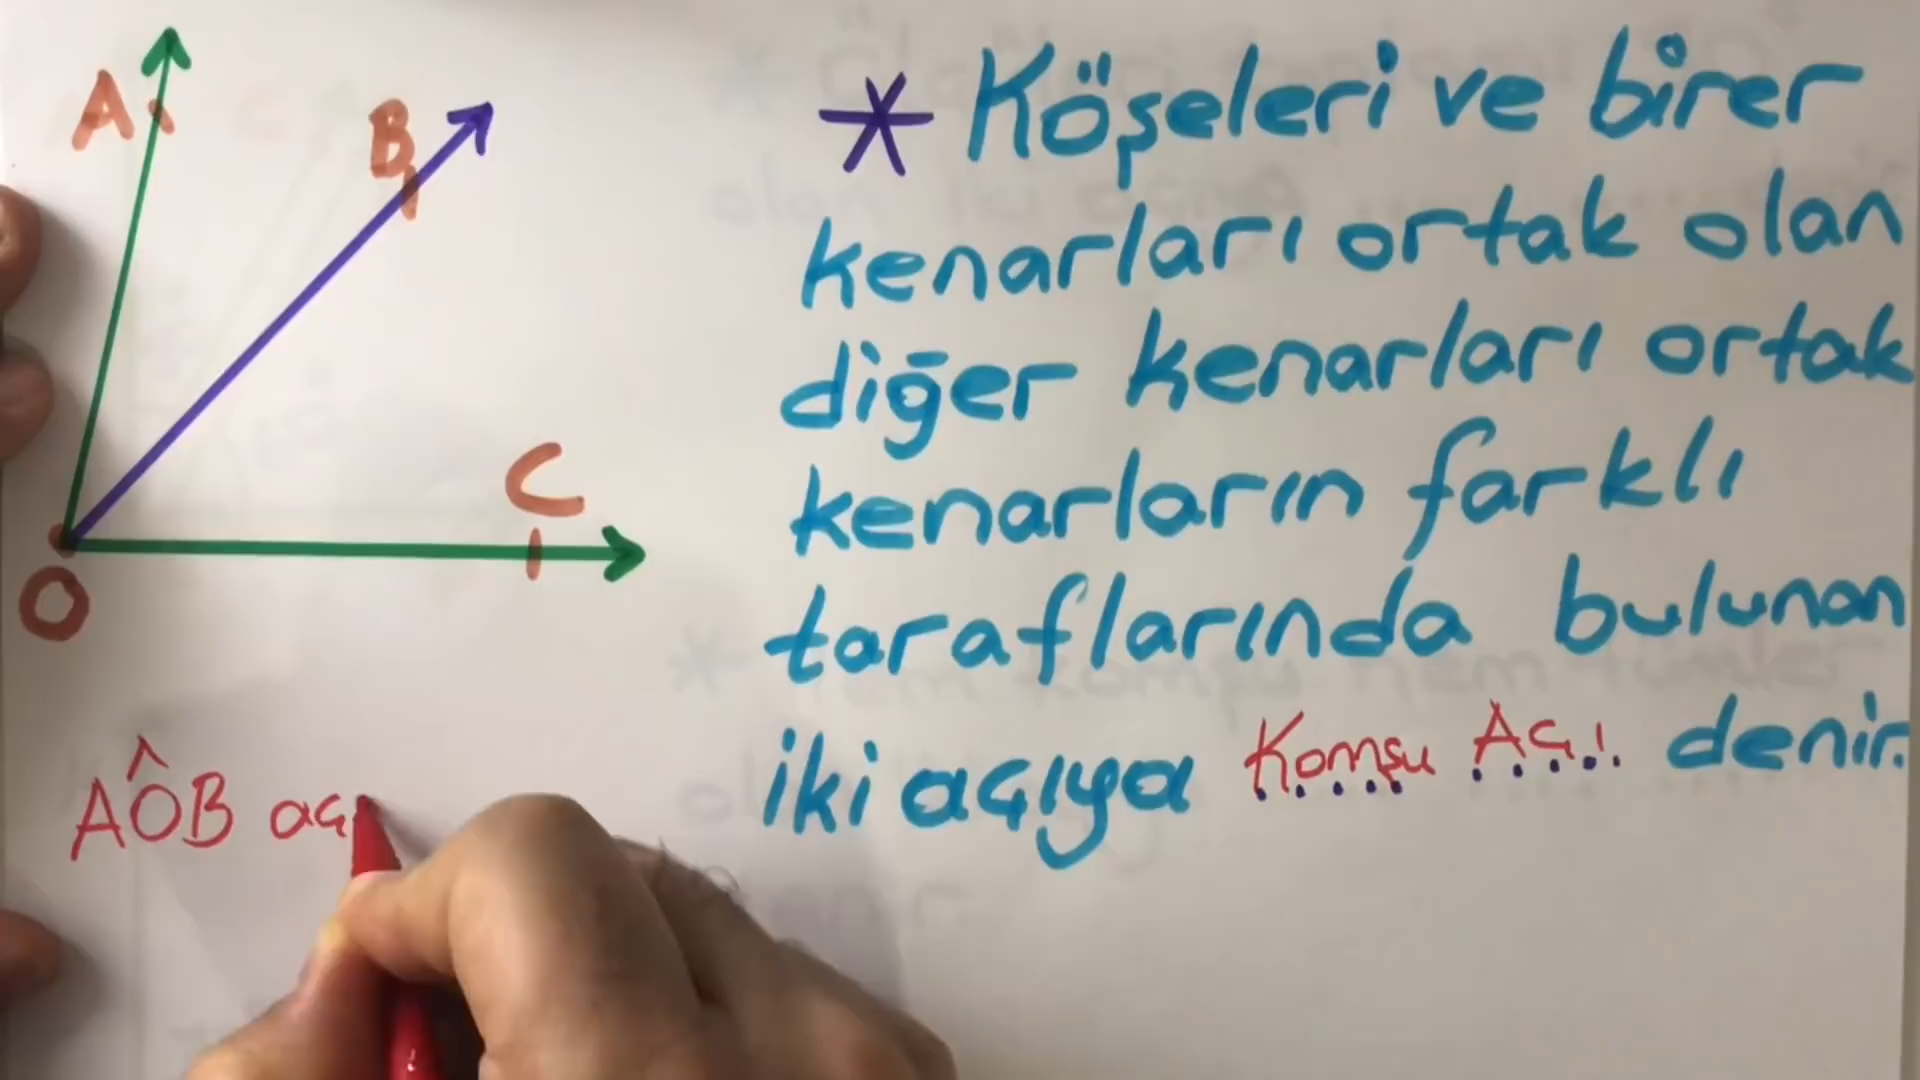 A
B
C
O
AÔB açı
* Köşeleri ve birer
kenarları ortak olan
diğer kenarları ortak
kenarların farklı
taraflarında bulunan
iki açıya Komşu Açı denir.